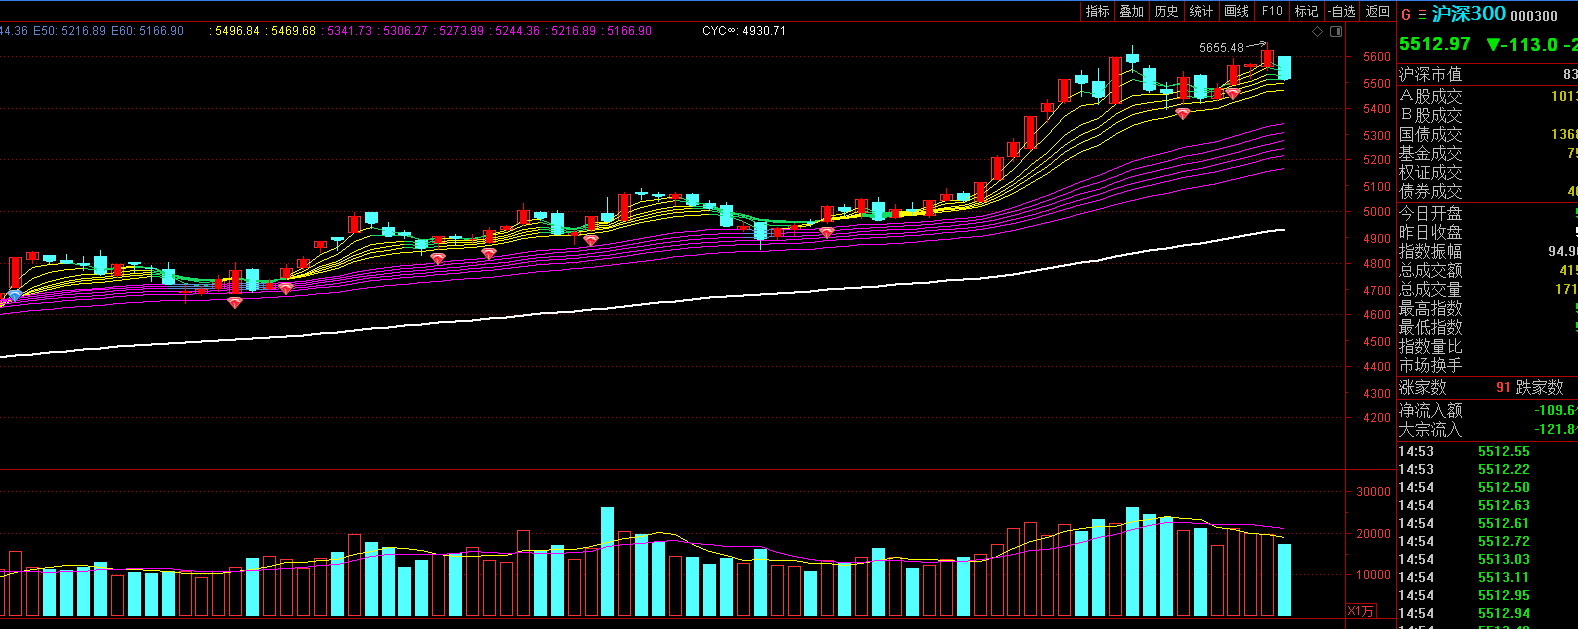 指标 叠加 历史 统计 画线 F10 标记 -自选 返回
G 沪深300 000300
44.36 E50: 5216.89 E60: 5166.90 : 5496.84 : 5469.68 : 5341.73 : 5306.27 : 5273.99 : 5244.36 : 5216.89 : 5166.90 CYC∞: 4930.71
5512.97 ▼-113.0 -2
5655.48
5600
5500
5400
5300
5200
5100
5000
4900
4800
4700
4600
4500
4400
4300
4200
30000
20000
10000
X1万
沪深市值 83
A股成交 1013
B股成交
国债成交 1368
基金成交 75
权证成交
债券成交 40
今日开盘 5
昨日收盘 5
指数振幅 94.90
总成交额 415
总成交量 171
最高指数 5
最低指数 5
指数量比
市场换手
涨家数 91 跌家数
净流入额 -109.6
大宗流入 -121.8
14:53 5512.55
14:53 5512.22
14:54 5512.50
14:54 5512.63
14:54 5512.61
14:54 5512.72
14:54 5513.03
14:54 5513.11
14:54 5512.95
14:54 5512.94